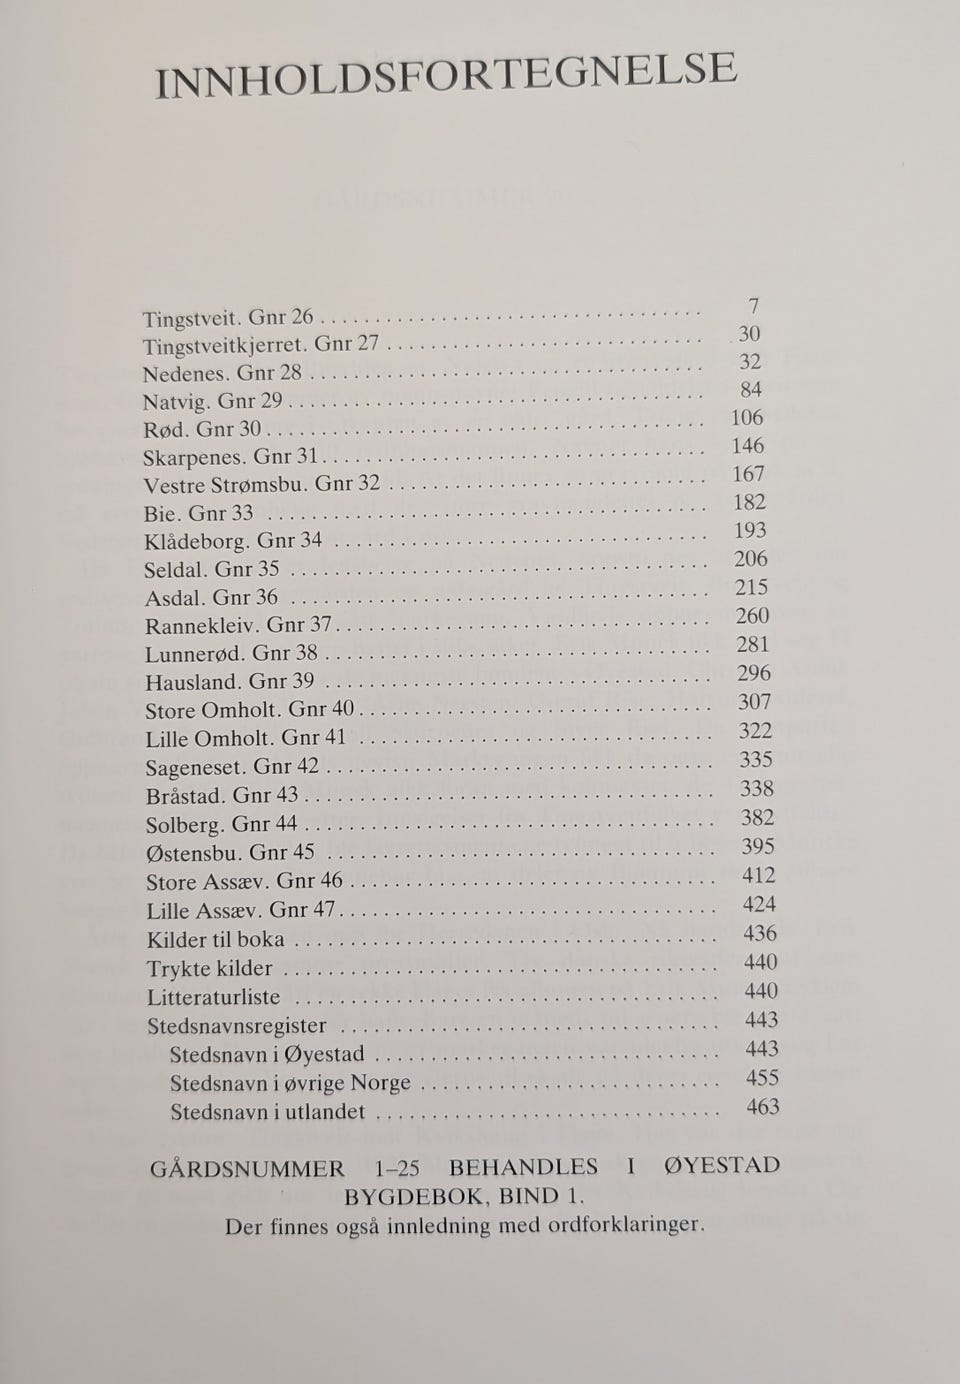 INNHOLDSFORTEGNELSE
Tingstveit. Gnr 26 . . . . . . . . . . . . . . . . . . . . . . . . . . . . . . . . . . . . 7
Tingstveitkjerret. Gnr 27 . . . . . . . . . . . . . . . . . . . . . . . . . . . . . . 30
Nedenes. Gnr 28 . . . . . . . . . . . . . . . . . . . . . . . . . . . . . . . . . . . . . 32
Natvig. Gnr 29 . . . . . . . . . . . . . . . . . . . . . . . . . . . . . . . . . . . . . . . 84
Rød. Gnr 30 . . . . . . . . . . . . . . . . . . . . . . . . . . . . . . . . . . . . . . . . . 106
Skarpenes. Gnr 31 . . . . . . . . . . . . . . . . . . . . . . . . . . . . . . . . . . . . 146
Vestre Strømsbu. Gnr 32 . . . . . . . . . . . . . . . . . . . . . . . . . . . . . . 167
Bie. Gnr 33 . . . . . . . . . . . . . . . . . . . . . . . . . . . . . . . . . . . . . . . . . 182
Klådeborg. Gnr 34 . . . . . . . . . . . . . . . . . . . . . . . . . . . . . . . . . . . 193
Seldal. Gnr 35 . . . . . . . . . . . . . . . . . . . . . . . . . . . . . . . . . . . . . . . 206
Asdal. Gnr 36 . . . . . . . . . . . . . . . . . . . . . . . . . . . . . . . . . . . . . . . 215
Rannekleiv. Gnr 37 . . . . . . . . . . . . . . . . . . . . . . . . . . . . . . . . . . . 260
Lunnerød. Gnr 38 . . . . . . . . . . . . . . . . . . . . . . . . . . . . . . . . . . . . 281
Hausland. Gnr 39 . . . . . . . . . . . . . . . . . . . . . . . . . . . . . . . . . . . . 296
Store Omholt. Gnr 40 . . . . . . . . . . . . . . . . . . . . . . . . . . . . . . . . . 307
Lille Omholt. Gnr 41 . . . . . . . . . . . . . . . . . . . . . . . . . . . . . . . . . 322
Sageneset. Gnr 42 . . . . . . . . . . . . . . . . . . . . . . . . . . . . . . . . . . . . 335
Bråstad. Gnr 43 . . . . . . . . . . . . . . . . . . . . . . . . . . . . . . . . . . . . . . 338
Solberg. Gnr 44 . . . . . . . . . . . . . . . . . . . . . . . . . . . . . . . . . . . . . . 382
Østensbu. Gnr 45 . . . . . . . . . . . . . . . . . . . . . . . . . . . . . . . . . . . . 395
Store Assæv. Gnr 46 . . . . . . . . . . . . . . . . . . . . . . . . . . . . . . . . . . 412
Lille Assæv. Gnr 47 . . . . . . . . . . . . . . . . . . . . . . . . . . . . . . . . . . . 424
Kilder til boka . . . . . . . . . . . . . . . . . . . . . . . . . . . . . . . . . . . . . . . 436
Trykte kilder . . . . . . . . . . . . . . . . . . . . . . . . . . . . . . . . . . . . . . . . 440
Litteraturliste . . . . . . . . . . . . . . . . . . . . . . . . . . . . . . . . . . . . . . . 440
Stedsnavnsregister . . . . . . . . . . . . . . . . . . . . . . . . . . . . . . . . . . . 443
Stedsnavn i Øyestad . . . . . . . . . . . . . . . . . . . . . . . . . . . . . . . . 443
Stedsnavn i øvrige Norge . . . . . . . . . . . . . . . . . . . . . . . . . . . . 455
Stedsnavn i utlandet . . . . . . . . . . . . . . . . . . . . . . . . . . . . . . . . 463
GÅRDSNUMMER 1–25 BEHANDLES I ØYESTAD
BYGDEBOK, BIND 1.
Der finnes også innledning med ordforklaringer.